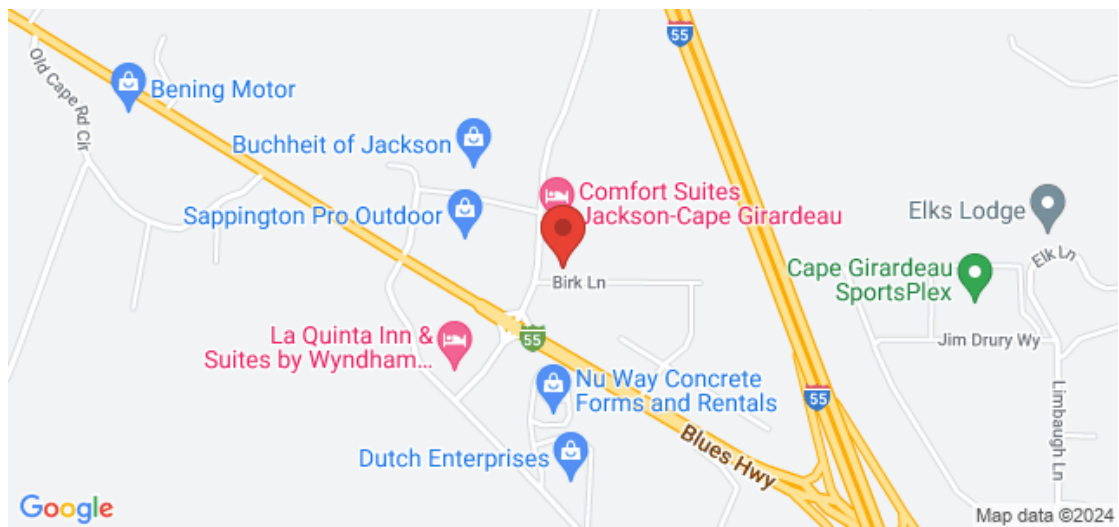 55
Old Cape Rd Cir
Bening Motor
Buchheit of Jackson
Comfort Suites
Jackson-Cape Girardeau
Sappington Pro Outdoor
Elks Lodge
Elk Ln
Cape Girardeau
SportsPlex
Birk Ln
La Quinta Inn &
Suites by Wyndham...
55
Jim Drury Wy
Nu Way Concrete
Forms and Rentals
55
Limbaugh Ln
Blues Hwy
Dutch Enterprises
Google
Map data ©2024